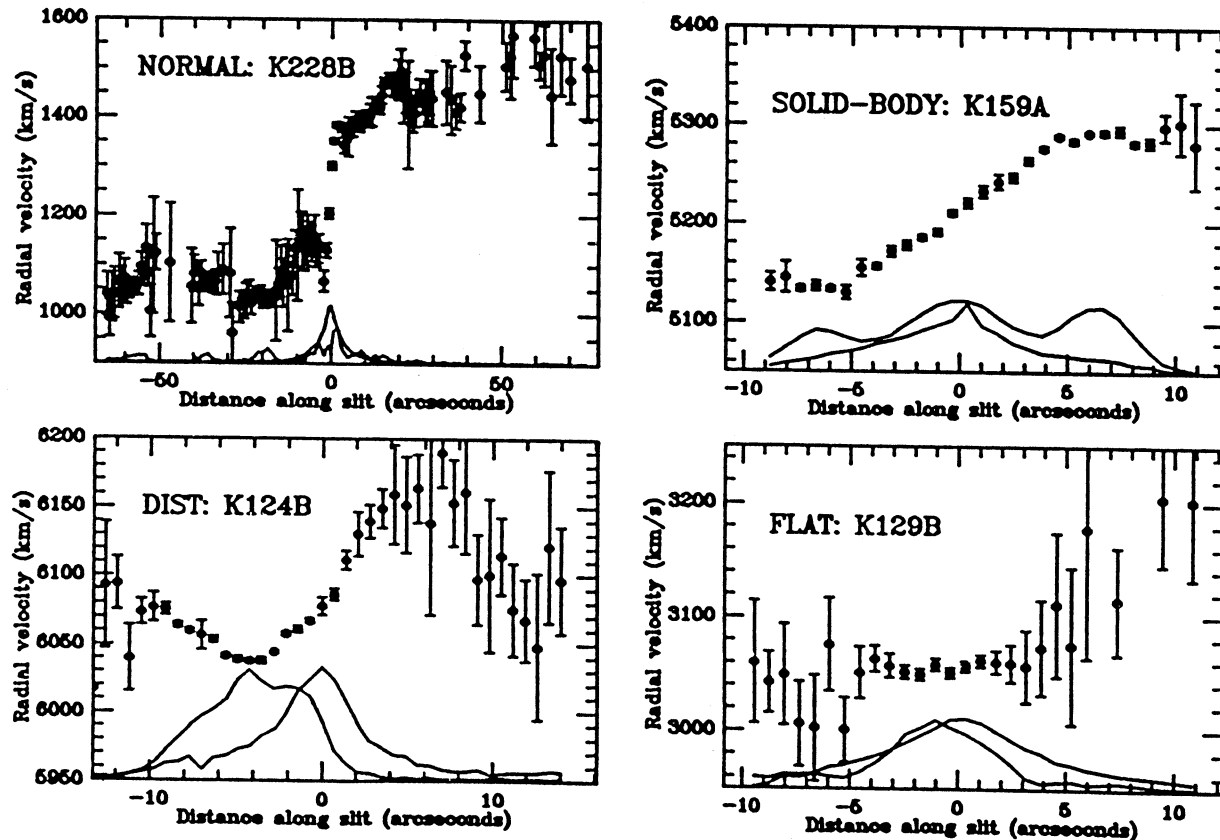 1600
1400
1200
1000
Radial velocity (km/s)
NORMAL: K228B
−50
0
50
Distance along slit (arcseconds)
5400
5300
5200
5100
Radial velocity (km/s)
SOLID-BODY: K159A
−10
−5
0
5
10
Distance along slit (arcseconds)
6200
6150
6100
6050
6000
5950
Radial velocity (km/s)
DIST: K124B
−10
0
10
Distance along slit (arcseconds)
3200
3100
3000
Radial velocity (km/s)
FLAT: K129B
−10
−5
0
5
10
Distance along slit (arcseconds)